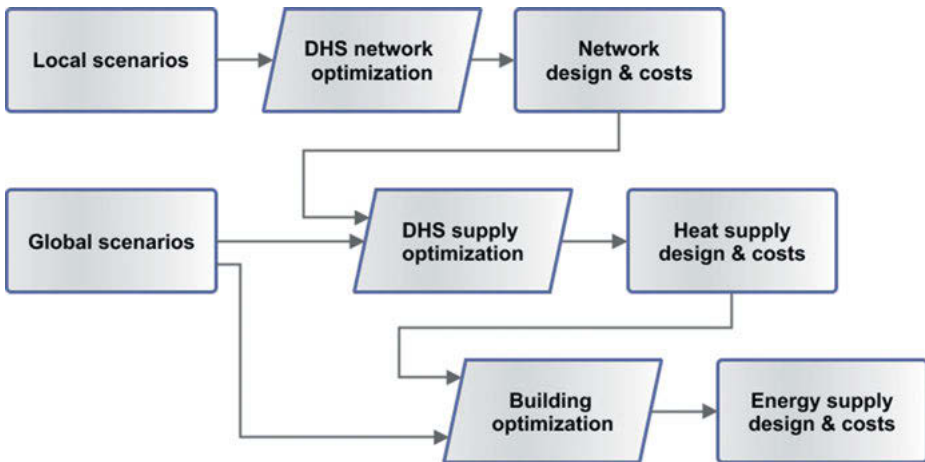 Local scenarios
DHS network
optimization
Network
design & costs
Global scenarios
DHS supply
optimization
Heat supply
design & costs
Building
optimization
Energy supply
design & costs